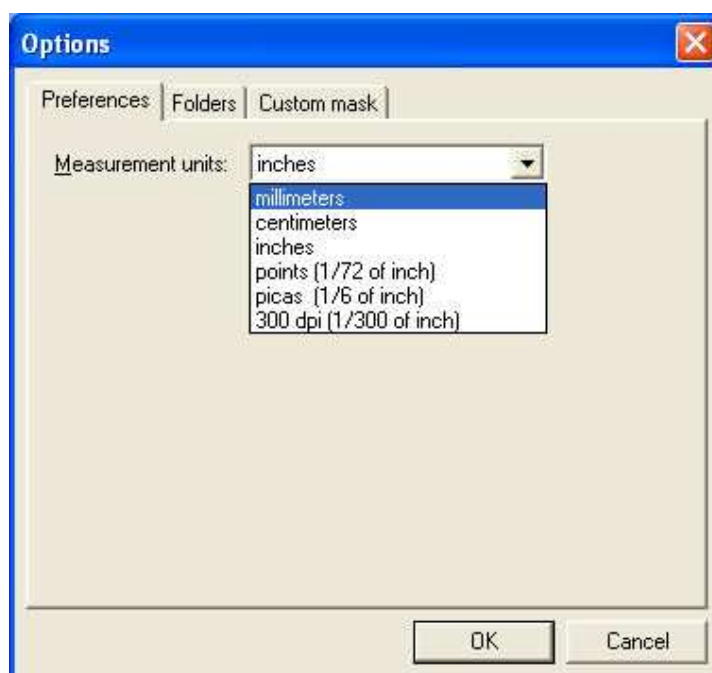 Options
Preferences Folders Custom mask
Measurement units: inches
millimeters
centimeters
inches
points (1/72 of inch)
picas (1/6 of inch)
300 dpi (1/300 of inch)
OK Cancel